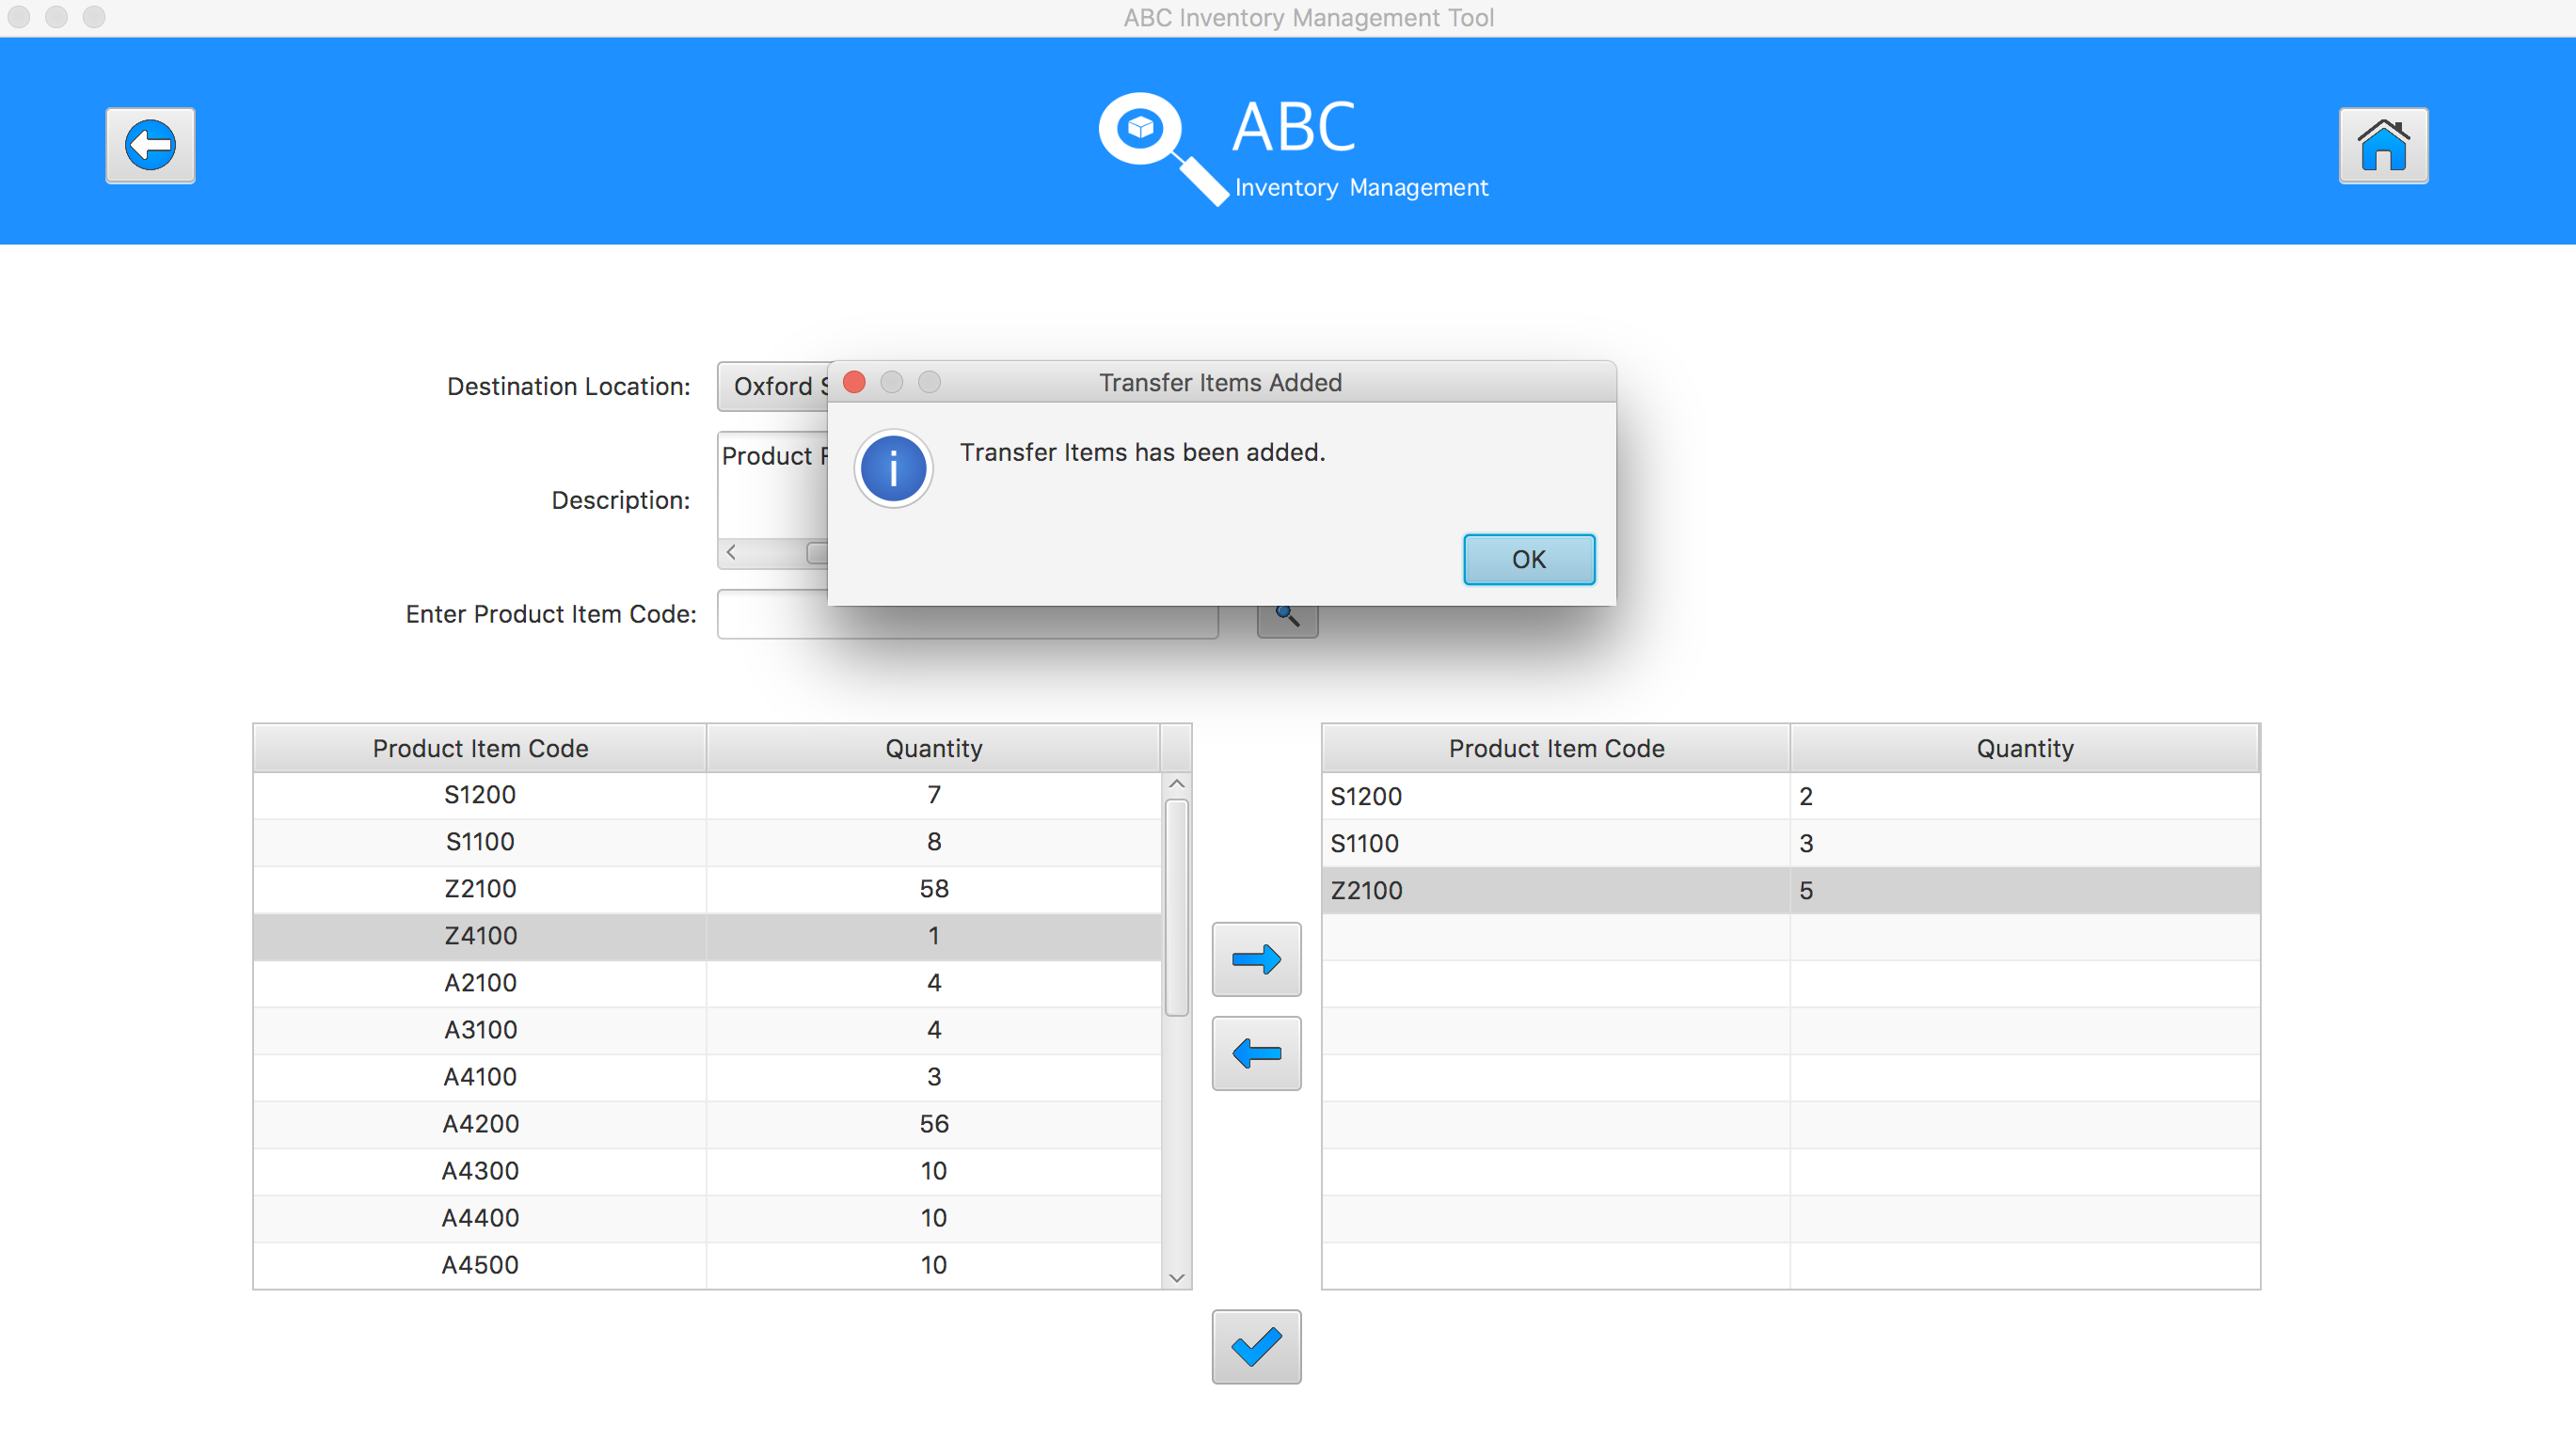 ABC Inventory Management Tool
ABC
Inventory Management
Destination Location: Oxford
Transfer Items Added
Transfer Items has been added.
Description: Product
OK
Enter Product Item Code:
Product Item Code Quantity
S1200 7
S1100 8
Z2100 58
Z4100 1
A2100 4
A3100 4
A4100 3
A4200 56
A4300 10
A4400 10
A4500 10
Product Item Code Quantity
S1200 2
S1100 3
Z2100 5